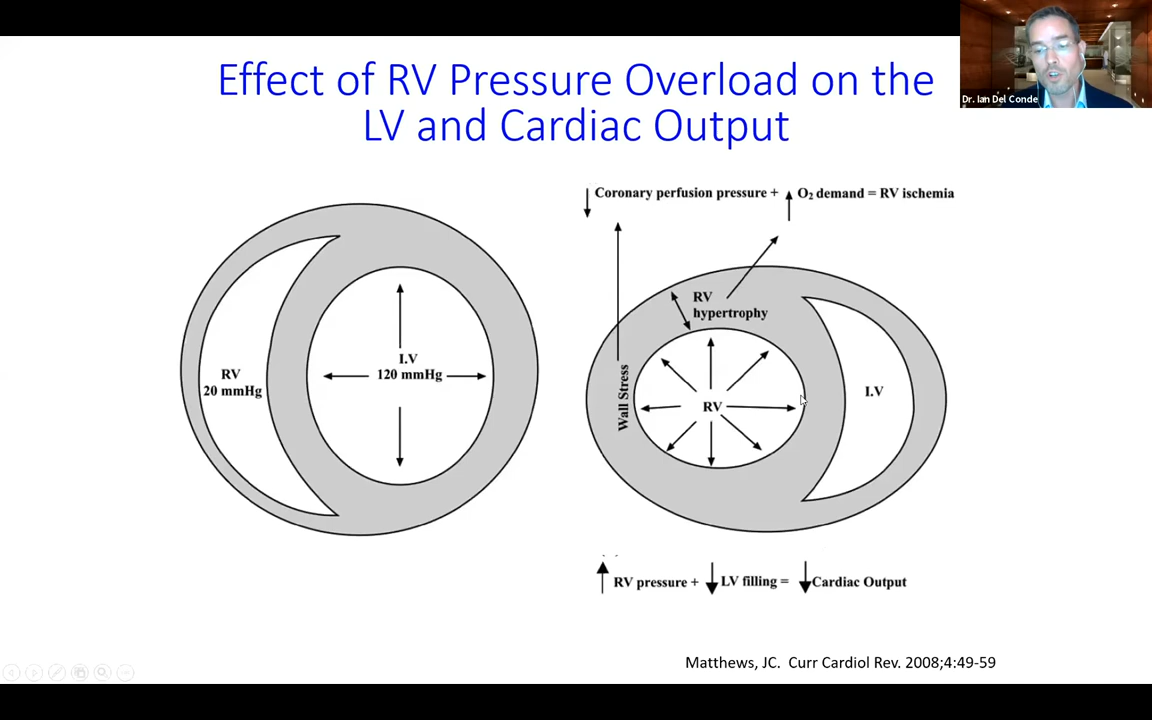 Effect of RV Pressure Overload on the
LV and Cardiac Output
Dr. Ian Del Conde
I.V
120 mmHg
RV
20 mmHg
Coronary perfusion pressure + O₂ demand = RV ischemia
RV
hypertrophy
Wall Stress
RV
I.V
RV pressure + LV filling = Cardiac Output
Matthews, JC. Curr Cardiol Rev. 2008;4:49-59